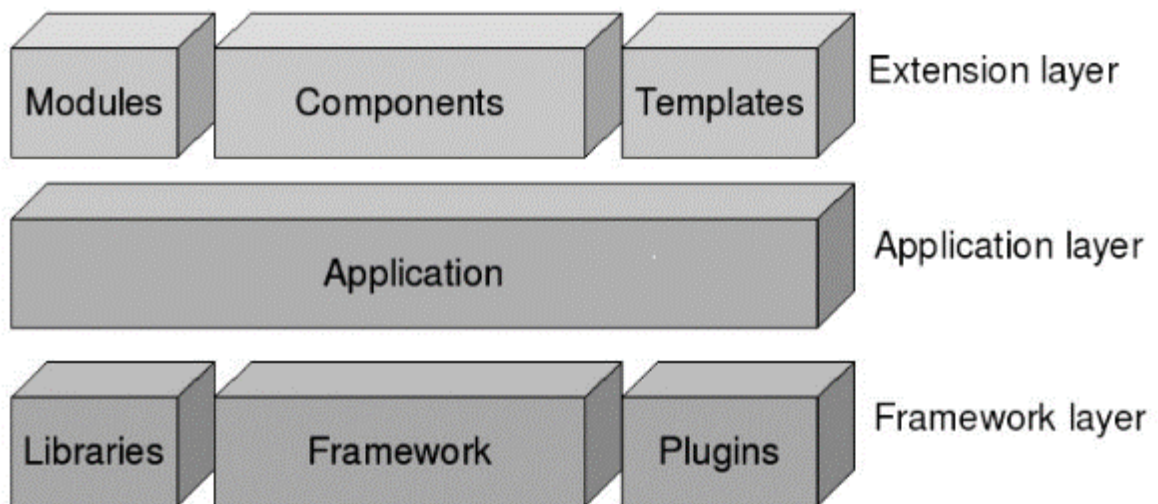 Modules Components Templates Extension layer
Application Application layer
Libraries Framework Plugins Framework layer